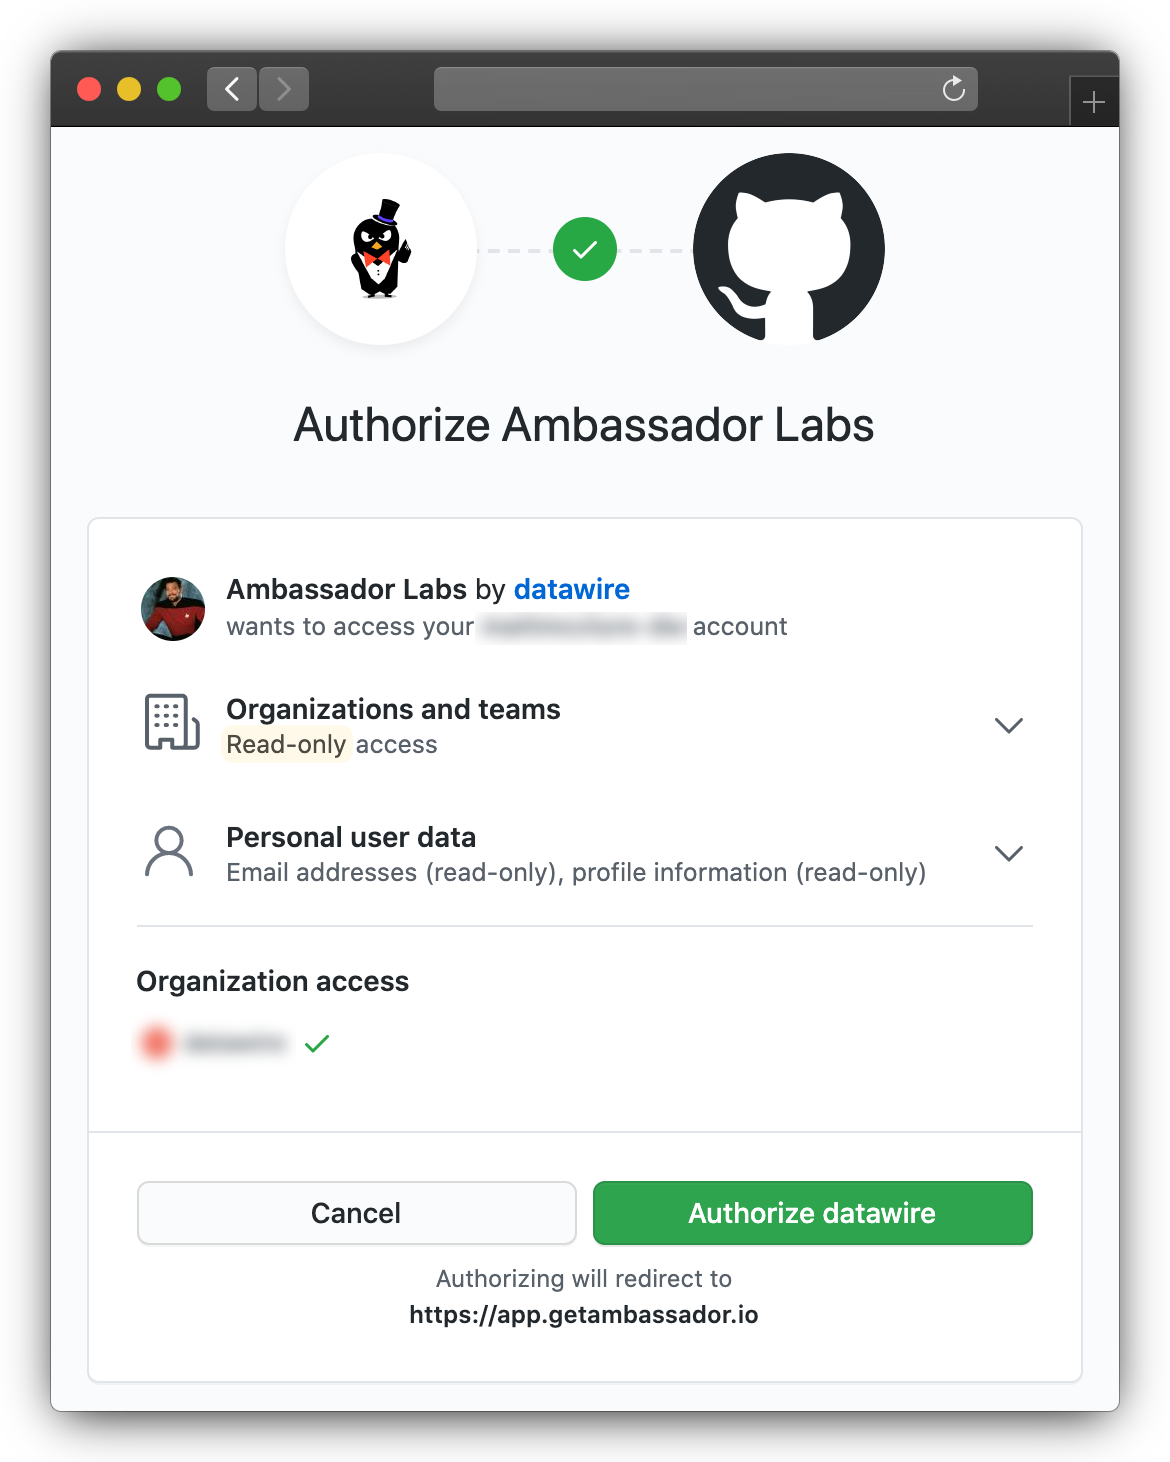 Authorize Ambassador Labs
Ambassador Labs by datawire
wants to access your account
Organizations and teams
Read-only access
Personal user data
Email addresses (read-only), profile information (read-only)
Organization access
Cancel
Authorize datawire
Authorizing will redirect to
https://app.getambassador.io